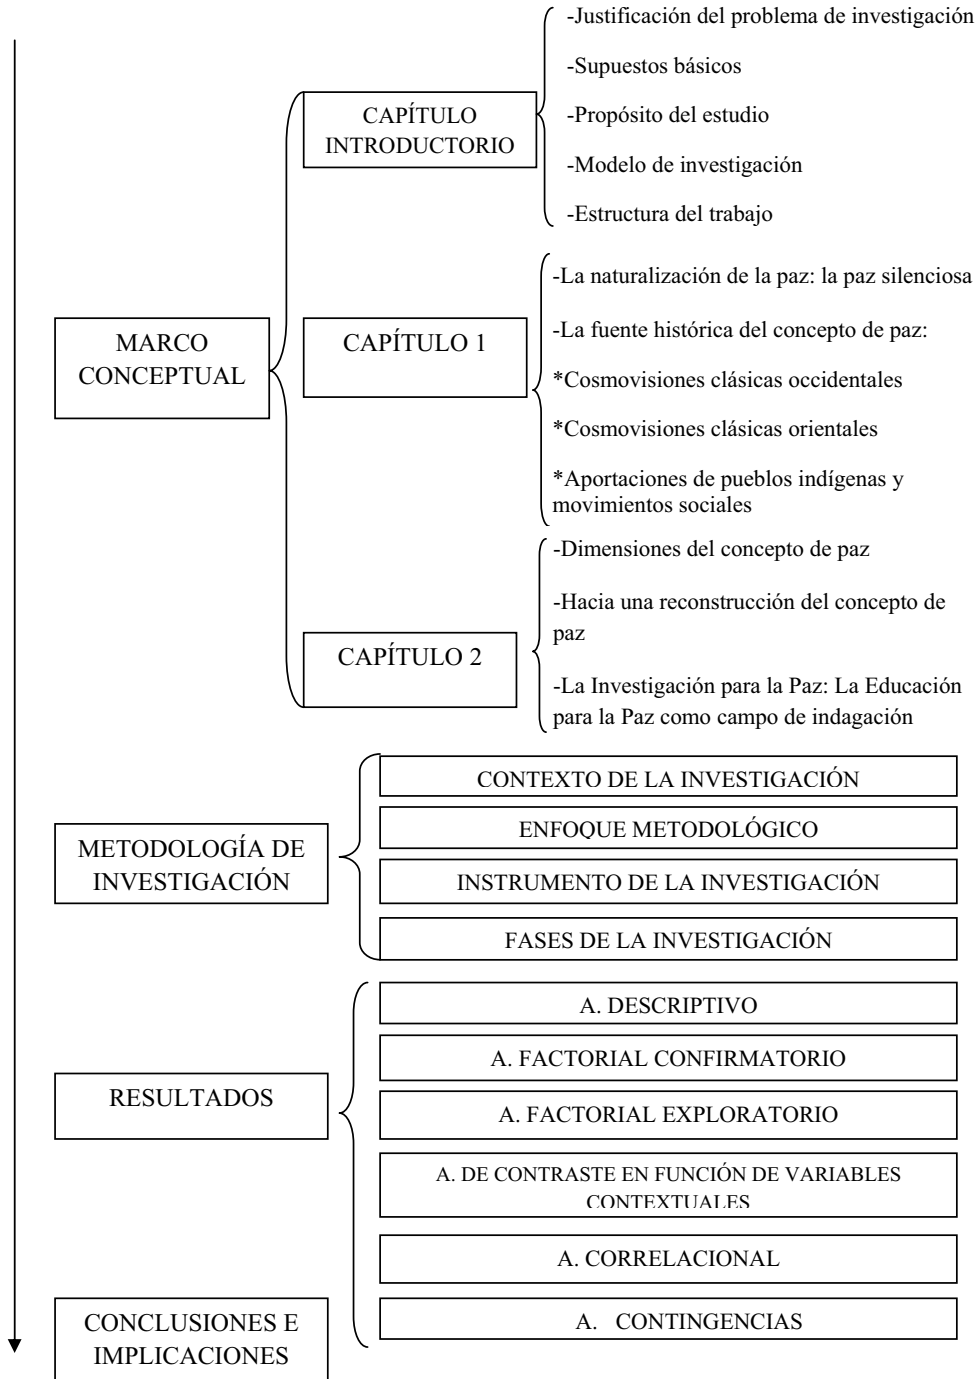 -Justificación del problema de investigación
-Supuestos básicos
CAPÍTULO
INTRODUCTORIO
-Propósito del estudio
-Modelo de investigación
-Estructura del trabajo
MARCO
CONCEPTUAL
CAPÍTULO 1
-La naturalización de la paz: la paz silenciosa
-La fuente histórica del concepto de paz:
*Cosmovisiones clásicas occidentales
*Cosmovisiones clásicas orientales
*Aportaciones de pueblos indígenas y
movimientos sociales
CAPÍTULO 2
-Dimensiones del concepto de paz
-Hacia una reconstrucción del concepto de
paz
-La Investigación para la Paz: La Educación
para la Paz como campo de indagación
METODOLOGÍA DE
INVESTIGACIÓN
CONTEXTO DE LA INVESTIGACIÓN
ENFOQUE METODOLÓGICO
INSTRUMENTO DE LA INVESTIGACIÓN
FASES DE LA INVESTIGACIÓN
RESULTADOS
A. DESCRIPTIVO
A. FACTORIAL CONFIRMATORIO
A. FACTORIAL EXPLORATORIO
A. DE CONTRASTE EN FUNCIÓN DE VARIABLES
CONTEXTUALES
A. CORRELACIONAL
A. CONTINGENCIAS
CONCLUSIONES E
IMPLICACIONES